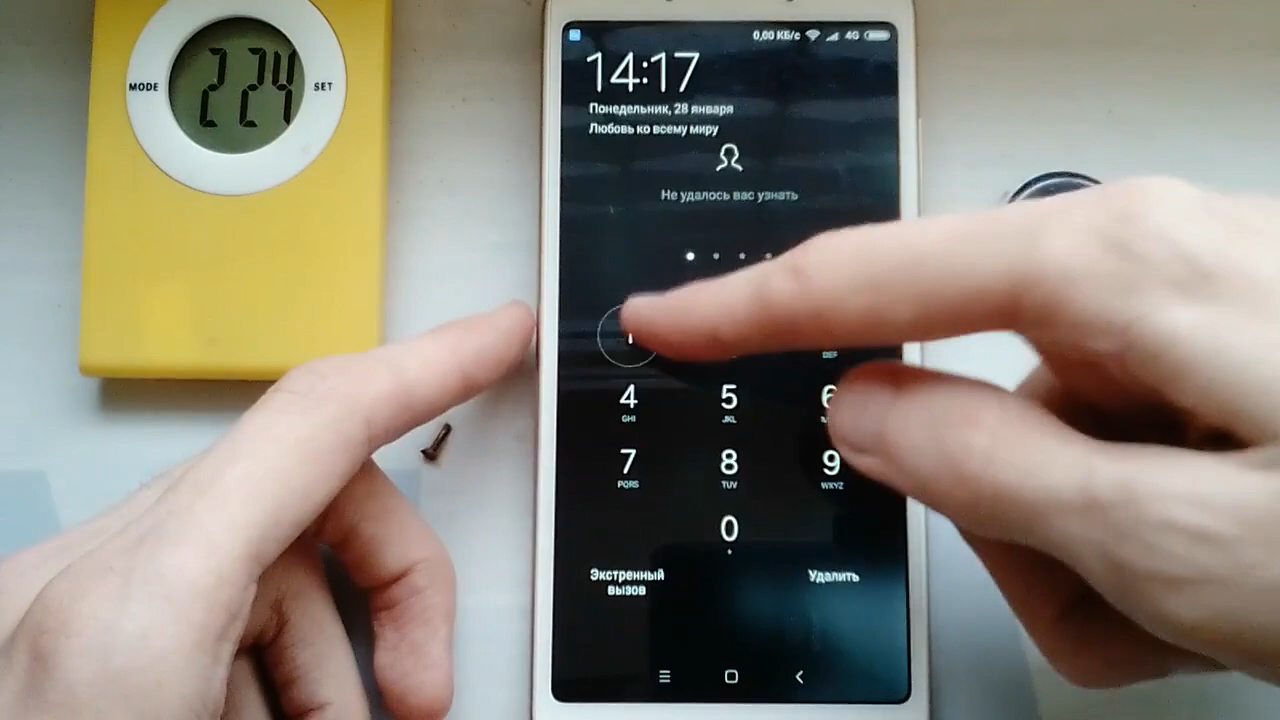 MODE
224
SET
0,00 КБ/с 4G
14:17
Понедельник, 28 января
Любовь ко всему миру
Не удалось вас узнать
1
DEF
4
GHI
5
JKL
6
7
PQRS
8
TUV
9
WXYZ
0
Экстренный
вызов
Удалить